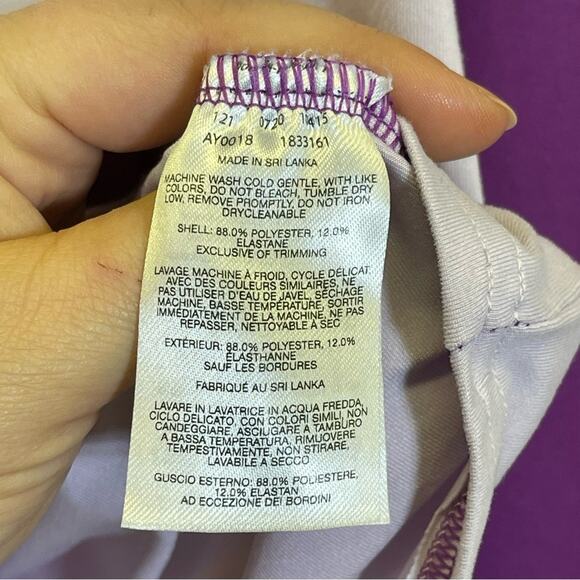 121 0720 1415
AY0018 1833161
MADE IN SRI LANKA
MACHINE WASH COLD GENTLE, WITH LIKE
COLORS, DO NOT BLEACH, TUMBLE DRY
LOW, REMOVE PROMPTLY, DO NOT IRON
DRYCLEANABLE
SHELL: 88.0% POLYESTER, 12.0%
ELASTANE
EXCLUSIVE OF TRIMMING
LAVAGE MACHINE À FROID, CYCLE DÉLICAT
AVEC DES COULEURS SIMILAIRES, NE
PAS UTILISER D'EAU DE JAVEL, SÉCHAGE
MACHINE, BASSE TEMPERATURE, SORTIR
IMMÉDIATEMENT DE LA MACHINE, NE PAS
REPASSER, NETTOYABLE À SEC
EXTÉRIEUR: 88.0% POLYESTER, 12.0%
ÉLASTHANNE
SAUF LES BORDURES
FABRIQUÉ AU SRI LANKA
LAVARE IN LAVATRICE IN ACQUA FREDDA,
CICLO DELICATO, CON COLORI SIMILI, NON
CANDEGGIARE, ASCIUGARE A TAMBURO
A BASSA TEMPERATURA, RIMUOVERE
TEMPESTIVAMENTE, NON STIRARE,
LAVABILE A SECCO
GUSCIO ESTERNO: 88.0% POLIESTERE,
12.0% ELASTAN
AD ECCEZIONE DEI BORDINI